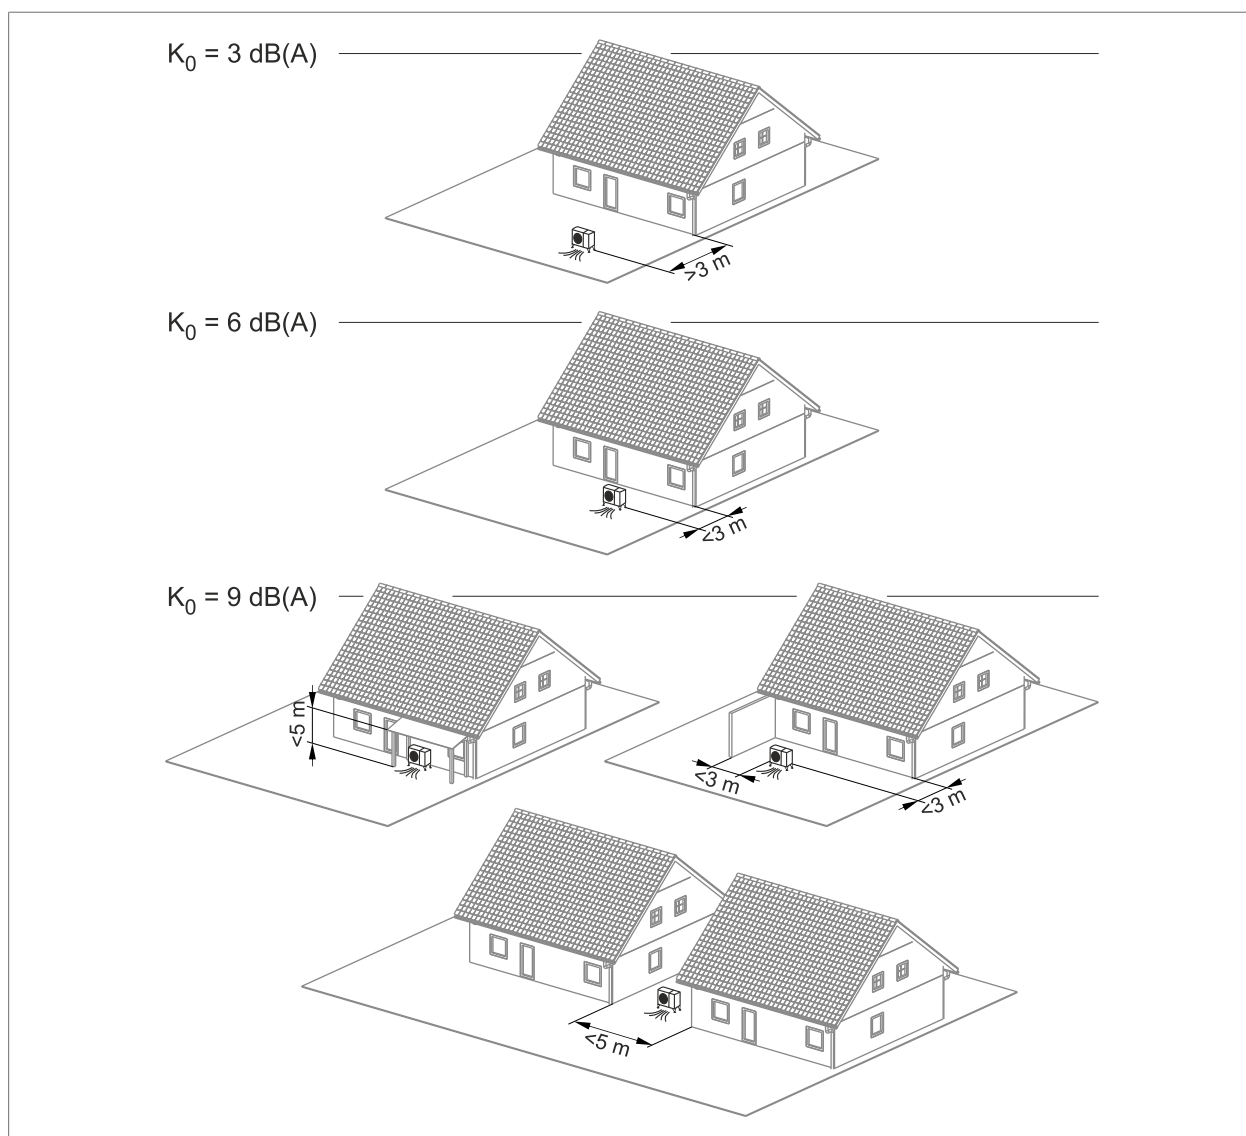 K₀ = 3 dB(A)
>3 m
K₀ = 6 dB(A)
<3 m
K₀ = 9 dB(A)
<5 m
<3 m
<3 m
<5 m